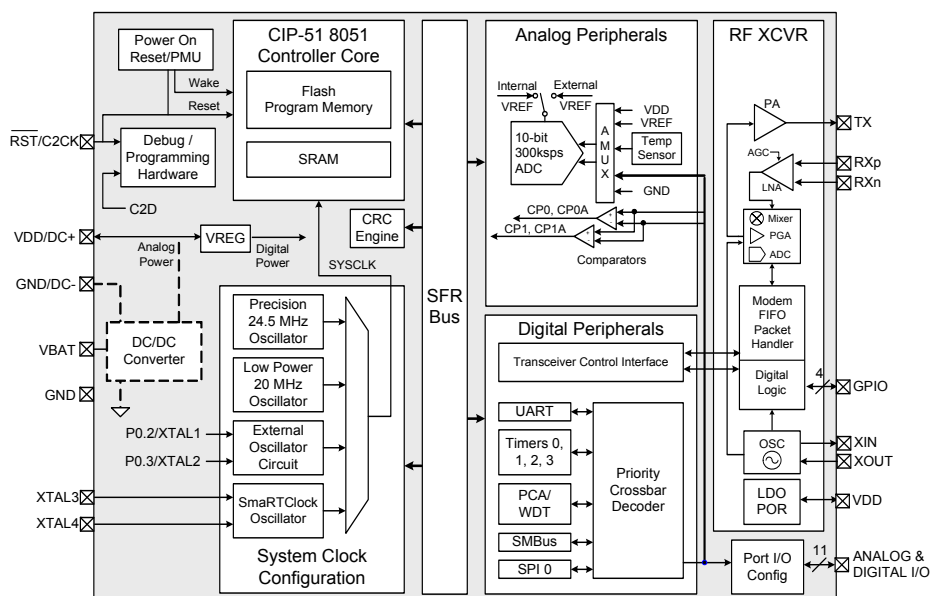 Power On
Reset/PMU
Wake
Reset
CIP-51 8051
Controller Core
Flash
Program Memory
SRAM
RST/C2CK
Debug /
Programming
Hardware
C2D
VDD/DC+
Analog
Power
VREG
Digital
Power
CRC
Engine
SYSCLK
GND/DC-
DC/DC
Converter
VBAT
GND
Precision
24.5 MHz
Oscillator
Low Power
20 MHz
Oscillator
P0.2/XTAL1
P0.3/XTAL2
External
Oscillator
Circuit
XTAL3
XTAL4
SmaRTClock
Oscillator
System Clock
Configuration
SFR
Bus
Analog Peripherals
Internal
VREF
External
VREF
10-bit
300ksps
ADC
A
M
U
X
VDD
VREF
Temp
Sensor
GND
CP0, CP0A
+
-
CP1, CP1A
+
-
Comparators
Digital Peripherals
Transceiver Control Interface
UART
Timers 0,
1, 2, 3
PCA/
WDT
SMBus
SPI 0
Priority
Crossbar
Decoder
RF XCVR
PA
TX
AGC
LNA
RXp
RXn
Mixer
PGA
ADC
Modem
FIFO
Packet
Handler
Digital
Logic
4
GPIO
OSC
XIN
XOUT
LDO
POR
VDD
Port I/O
Config
11
ANALOG &
DIGITAL I/O